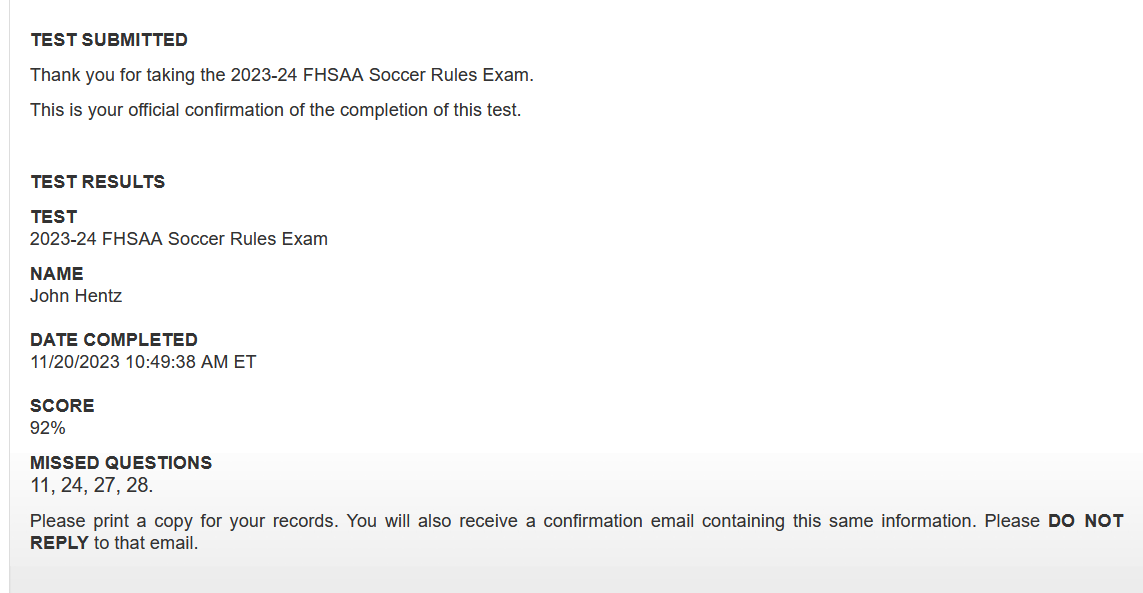 TEST SUBMITTED
Thank you for taking the 2023-24 FHSAA Soccer Rules Exam.
This is your official confirmation of the completion of this test.
TEST RESULTS
TEST
2023-24 FHSAA Soccer Rules Exam
NAME
John Hentz
DATE COMPLETED
11/20/2023 10:49:38 AM ET
SCORE
92%
MISSED QUESTIONS
11, 24, 27, 28.
Please print a copy for your records. You will also receive a confirmation email containing this same information. Please DO NOT
REPLY to that email.